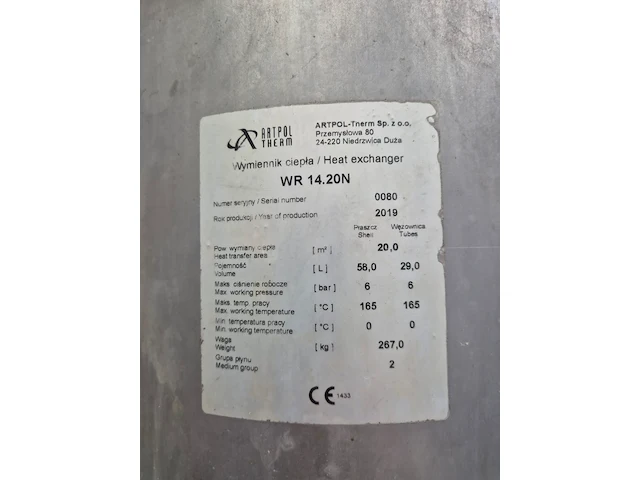 ARTPOL
THERM
ARTPOL-Therm Sp. z o.o.
Przemysłowa 80
24-220 Niedrzwica Duża
Wymiennik ciepła / Heat exchanger
WR 14.20N
Numer seryjny / Serial number 0080
Rok produkcji / Year of production 2019
Płaszcz Wężownica
Shell Tubes
Pow. wymiany ciepła
Heat transfer area [ m² ] 20,0
Pojemność
Volume [ L ] 58,0 29,0
Maks. ciśnienie robocze
Max. working pressure [ bar ] 6 6
Maks. temp. pracy
Max. working temperature [ °C ] 165 165
Min. temperatura pracy
Min. working temperature [ °C ] 0 0
Waga
Weight [ kg ] 267,0
Grupa płynu
Medium group 2
CE 1433